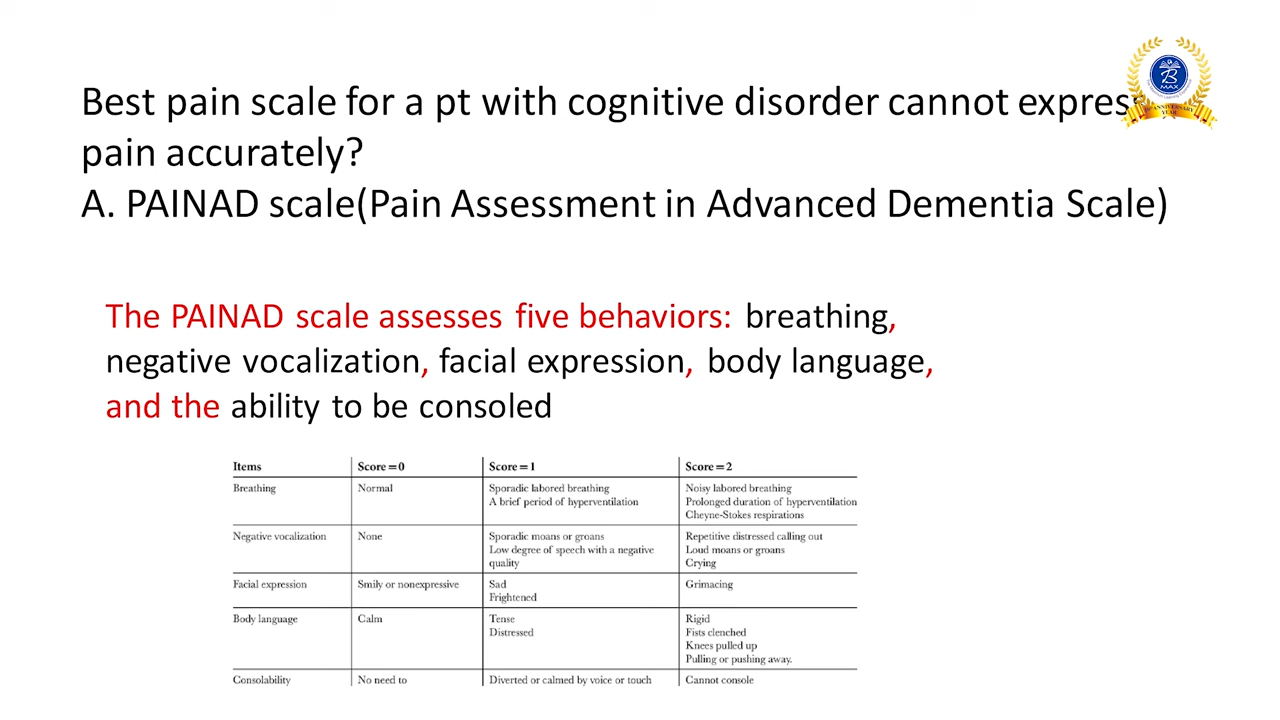 Best pain scale for a pt with cognitive disorder cannot express
pain accurately?
A. PAINAD scale(Pain Assessment in Advanced Dementia Scale)
The PAINAD scale assesses five behaviors: breathing,
negative vocalization, facial expression, body language,
and the ability to be consoled
Items Score=0 Score=1 Score=2
Breathing Normal Sporadic labored breathing Noisy labored breathing
A brief period of hyperventilation Prolonged duration of hyperventilation
Cheyne-Stokes respirations
Negative vocalization None Sporadic moans or groans Repetitive distressed calling out
Low degree of speech with a negative Loud moans or groans
quality Crying
Facial expression Smily or nonexpressive Sad Grimacing
Frightened
Body language Calm Tense Rigid
Distressed Fists clenched
Knees pulled up
Pulling or pushing away.
Consolability No need to Diverted or calmed by voice or touch Cannot console
B
MAX
ANNIVERSARY
YEAR